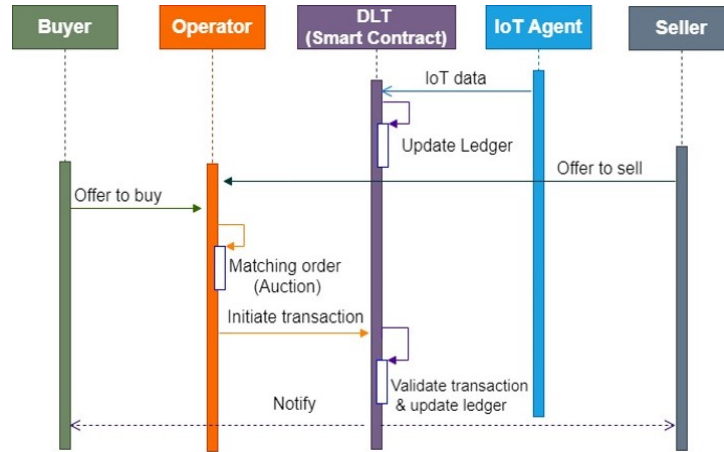 Buyer
Operator
DLT
(Smart Contract)
IoT Agent
Seller
IoT data
Update Ledger
Offer to sell
Offer to buy
Matching order
(Auction)
Initiate transaction
Validate transaction
& update ledger
Notify